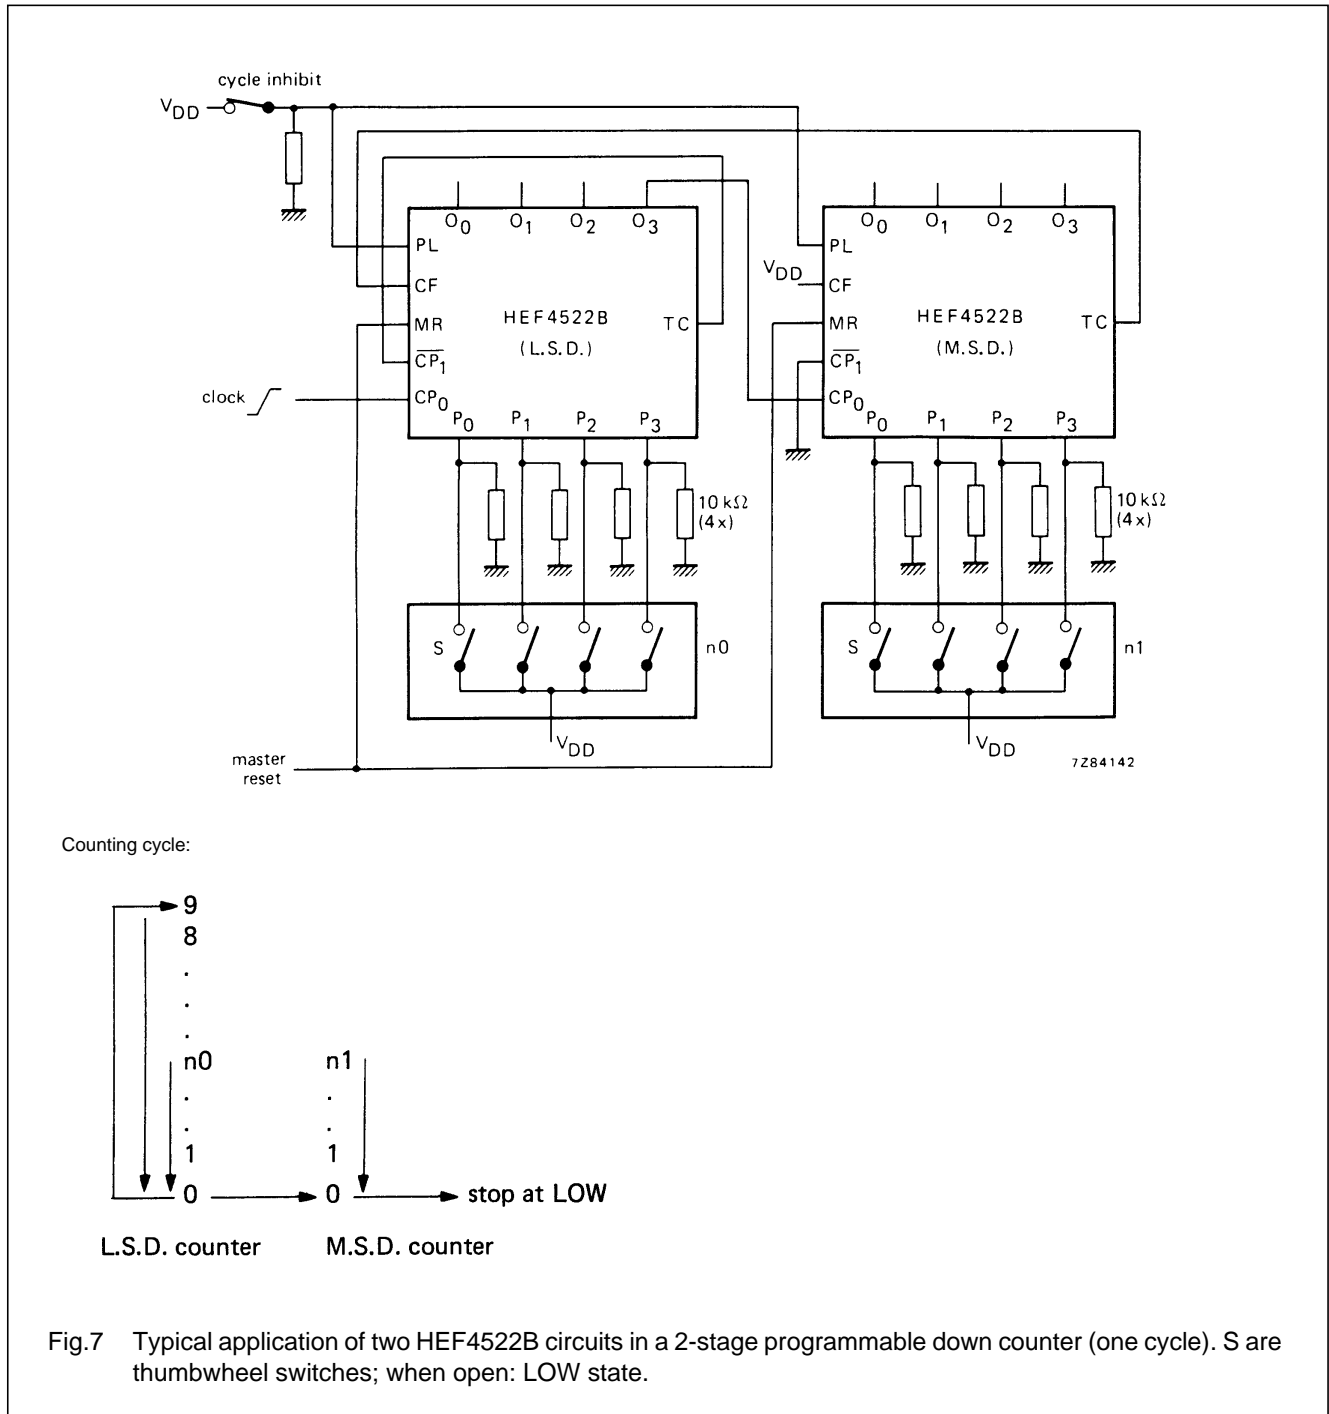 cycle inhibit
VDD
O0 O1 O2 O3
PL
CF
MR
CP1
CP0
HEF4522B
(L.S.D.)
TC
P0 P1 P2 P3
clock
O0 O1 O2 O3
PL
VDD
CF
MR
CP1
CP0
HEF4522B
(M.S.D.)
TC
P0 P1 P2 P3
10 kΩ
(4x)
10 kΩ
(4x)
S
n0
VDD
S
n1
VDD
master
reset
7Z84142
Counting cycle:
9
8
.
.
.
n0 n1
. .
. .
1 1
0 0 stop at LOW
L.S.D. counter M.S.D. counter
Fig.7 Typical application of two HEF4522B circuits in a 2-stage programmable down counter (one cycle). S are
thumbwheel switches; when open: LOW state.